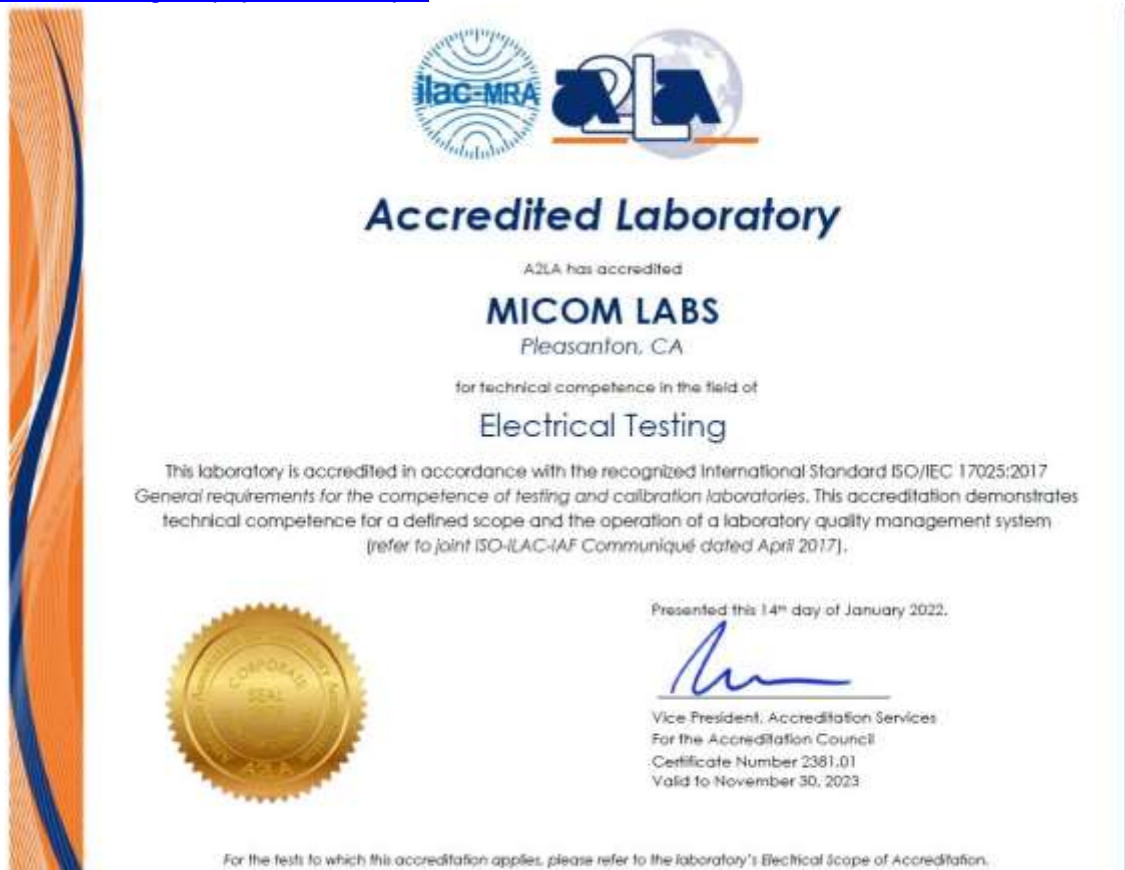 ilac-MRA
a2La
Accredited Laboratory
A2LA has accredited
MICOM LABS
Pleasanton, CA
for technical competence in the field of
Electrical Testing
This laboratory is accredited in accordance with the recognized International Standard ISO/IEC 17025:2017
General requirements for the competence of testing and calibration laboratories. This accreditation demonstrates
technical competence for a defined scope and the operation of a laboratory quality management system
(refer to joint ISO-ILAC-IAF Communiqué dated April 2017).
Presented this 14th day of January 2022.
CORPORATE
SEAL
A2LA
Vice President, Accreditation Services
For the Accreditation Council
Certificate Number 2381.01
Valid to November 30, 2023
For the tests to which this accreditation applies, please refer to the laboratory's Electrical Scope of Accreditation.